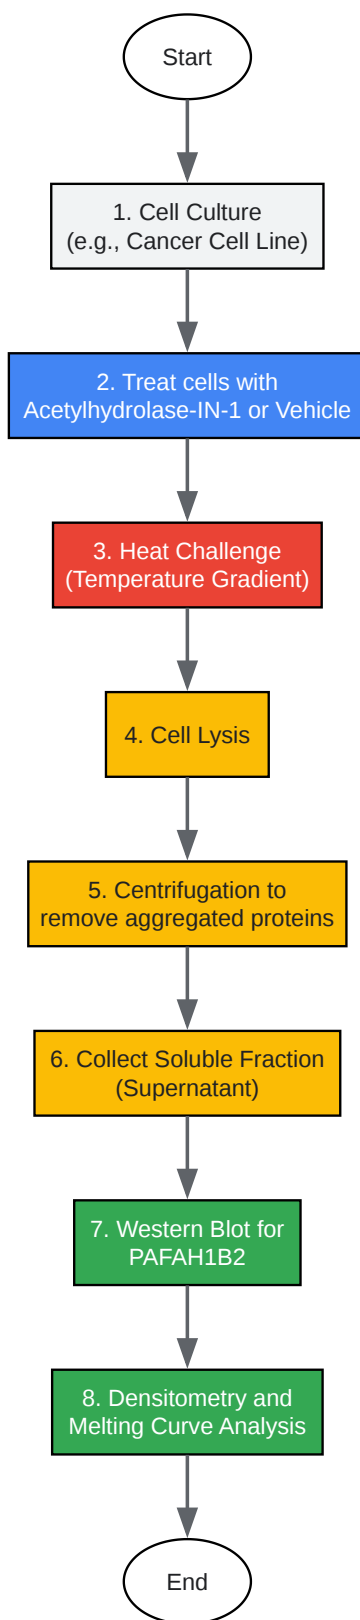 Start
1. Cell Culture
(e.g., Cancer Cell Line)
2. Treat cells with
Acetylhydrolase-IN-1 or Vehicle
3. Heat Challenge
(Temperature Gradient)
4. Cell Lysis
5. Centrifugation to
remove aggregated proteins
6. Collect Soluble Fraction
(Supernatant)
7. Western Blot for
PAFAH1B2
8. Densitometry and
Melting Curve Analysis
End